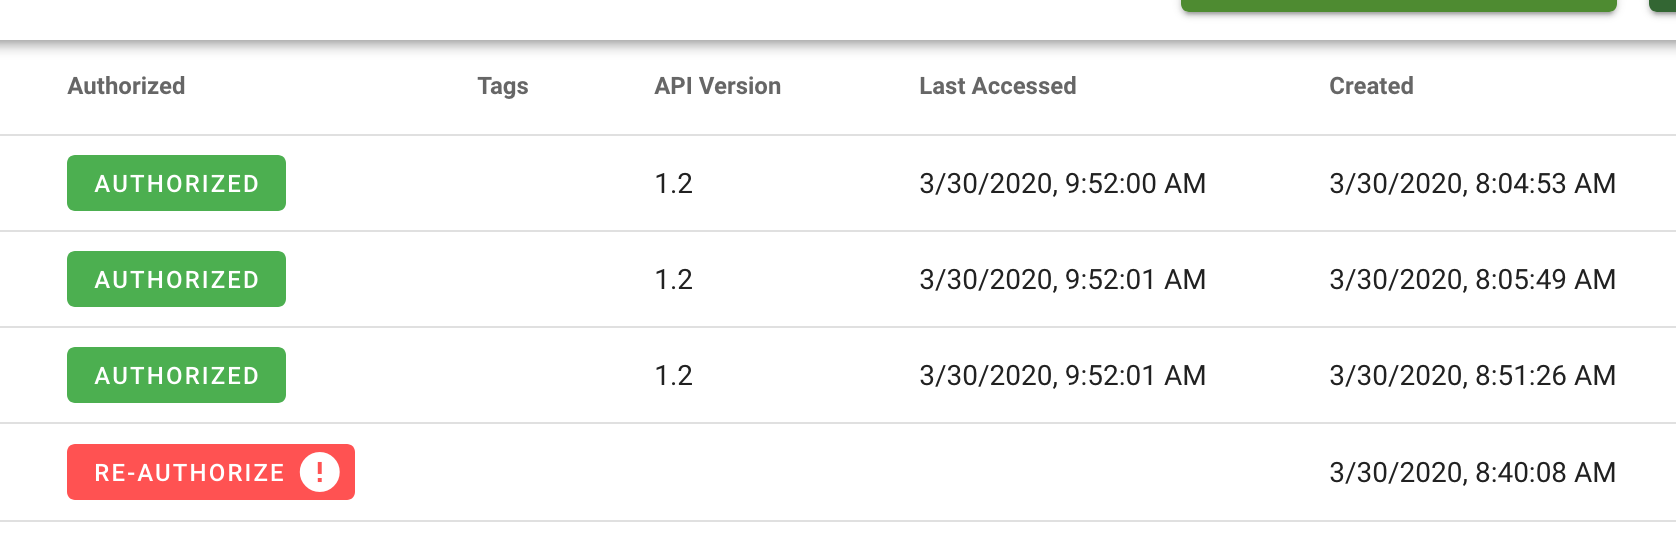 Authorized Tags API Version Last Accessed Created
AUTHORIZED 1.2 3/30/2020, 9:52:00 AM 3/30/2020, 8:04:53 AM
AUTHORIZED 1.2 3/30/2020, 9:52:01 AM 3/30/2020, 8:05:49 AM
AUTHORIZED 1.2 3/30/2020, 9:52:01 AM 3/30/2020, 8:51:26 AM
RE-AUTHORIZE ! 3/30/2020, 8:40:08 AM